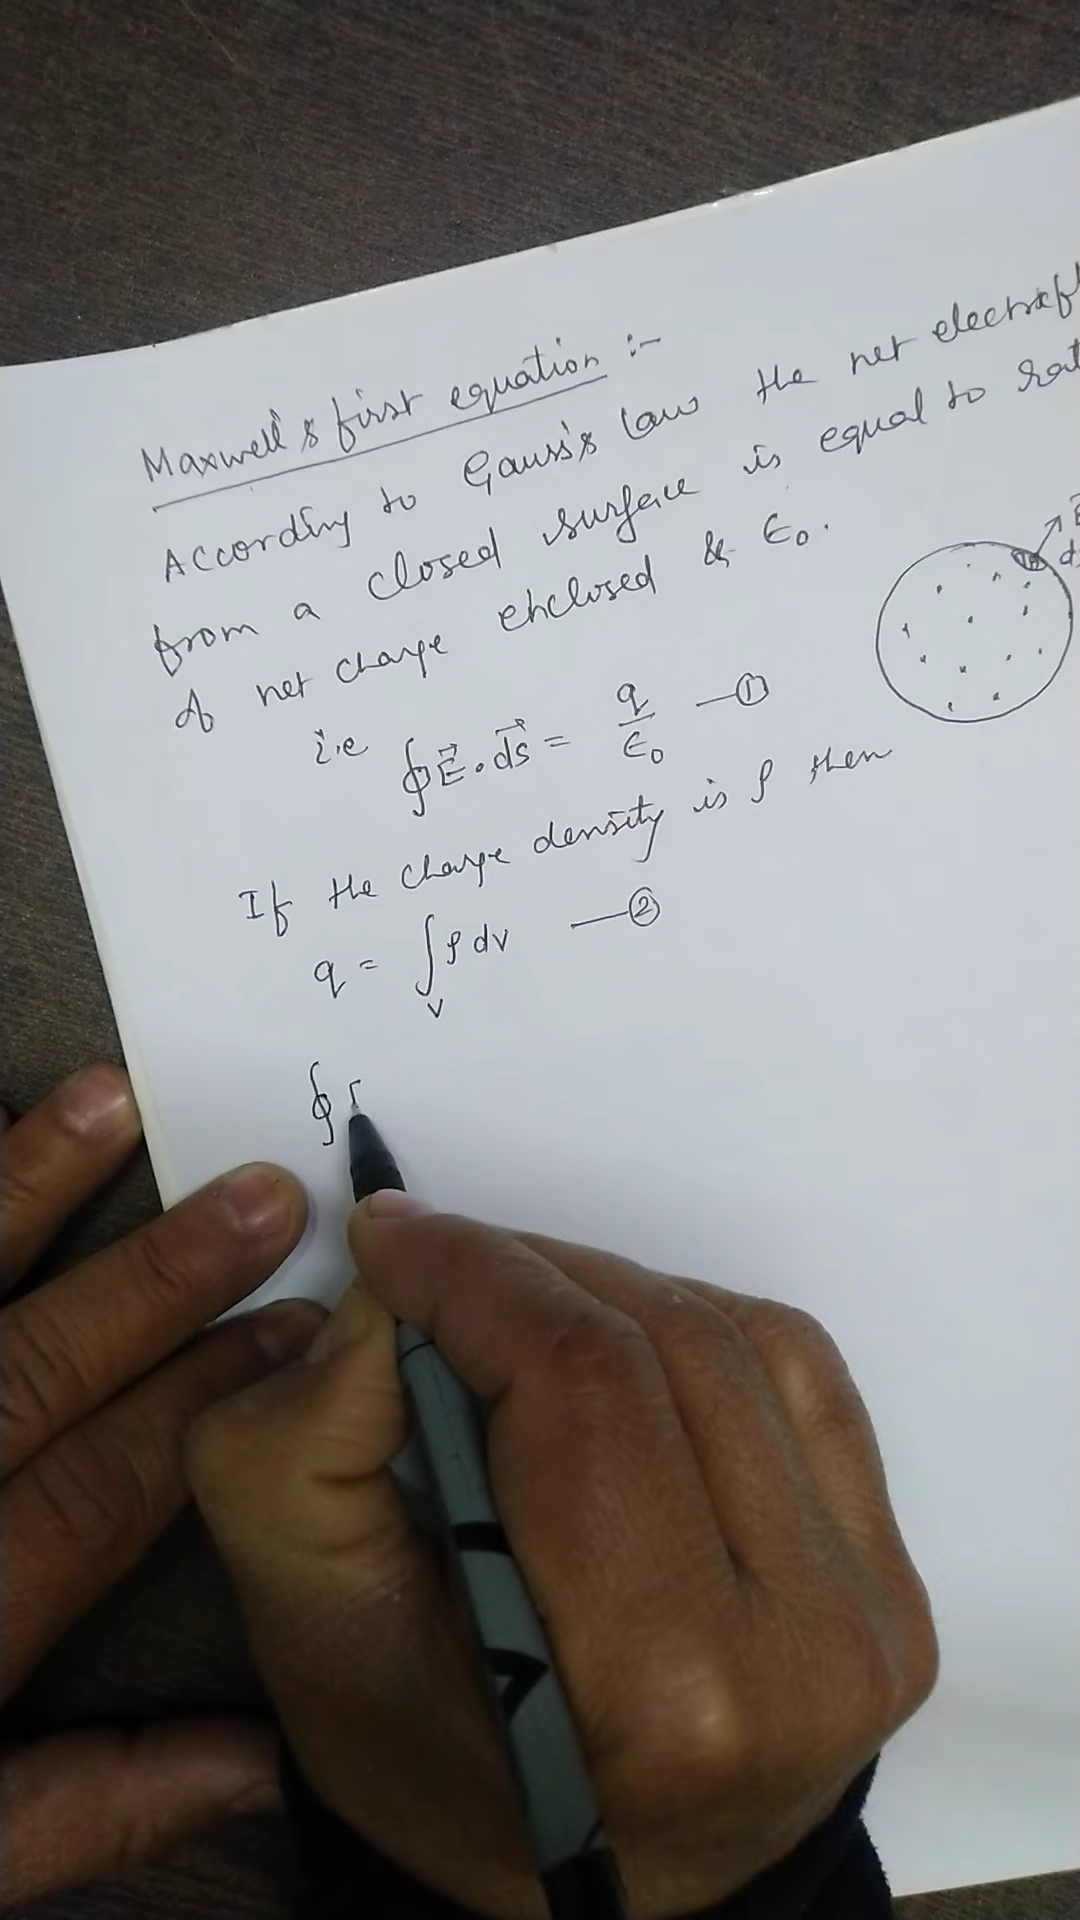 Maxwell's first equation :-
According to Gauss's law the net electric
from a closed surface is equal to
of net charge enclosed & ε₀.
i.e ∮E⃗.ds⃗ = q/ε₀ —①
If the charge density is ρ then
q = ∫ᵥ ρ dv —②
∮